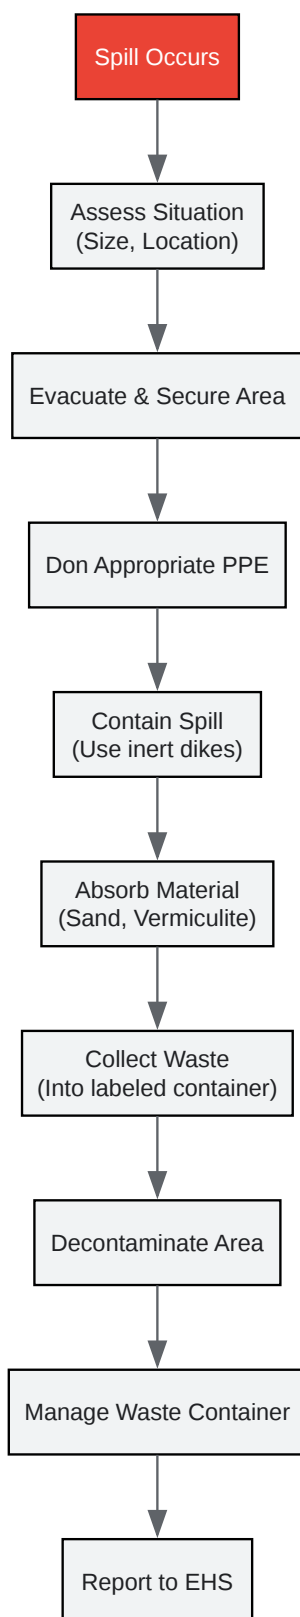 Spill Occurs
Assess Situation
(Size, Location)
Evacuate & Secure Area
Don Appropriate PPE
Contain Spill
(Use inert dikes)
Absorb Material
(Sand, Vermiculite)
Collect Waste
(Into labeled container)
Decontaminate Area
Manage Waste Container
Report to EHS